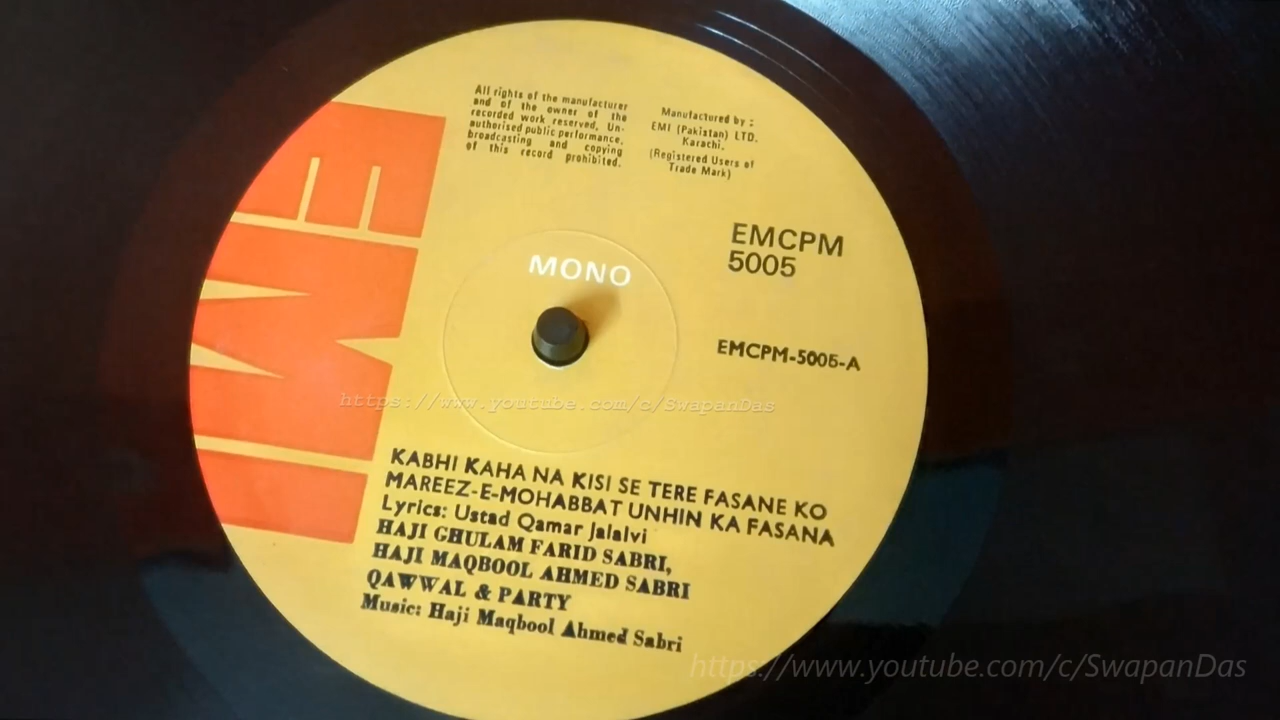 EMI
All rights of the manufacturer
and of the owner of the
recorded work reserved, Un-
authorised public performance,
broadcasting and copying
of this record prohibited.
Manufactured by :
EMI (Pakistan) LTD.
Karachi.
(Registered Users of
Trade Mark)
EMCPM
5005
MONO
EMCPM-5005-A
https://www.youtube.com/c/SwapanDas
KABHI KAHA NA KISI SE TERE FASANE KO
MAREEZ-E-MOHABBAT UNHIN KA FASANA
Lyrics: Ustad Qamar Jalalvi
HAJI GHULAM FARID SABRI,
HAJI MAQBOOL AHMED SABRI
QAWWAL & PARTY
Music: Haji Maqbool Ahmed Sabri
https://www.youtube.com/c/SwapanDas